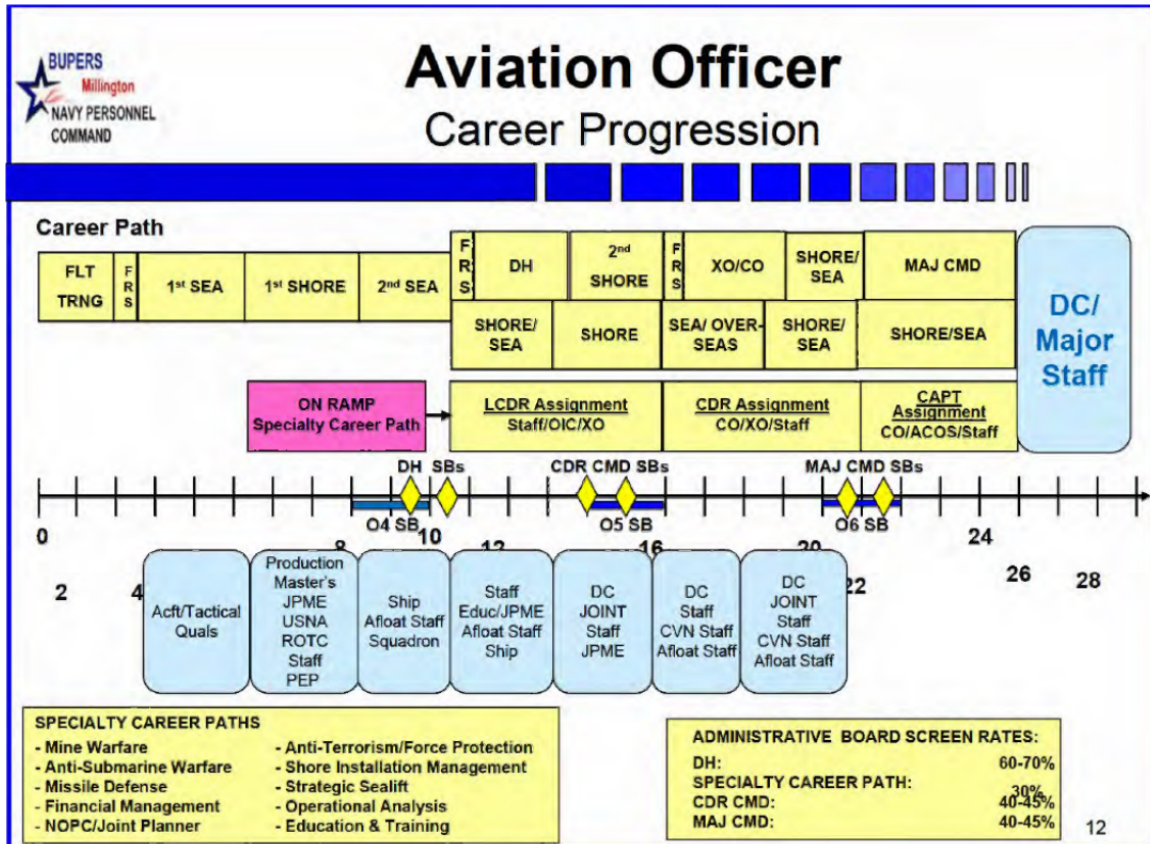 BUPERS
Millington
NAVY PERSONNEL
COMMAND
Aviation Officer
Career Progression
Career Path
FLT
TRNG
F
R
S
1st SEA
1st SHORE
2nd SEA
F
R
S
DH
2nd
SHORE
F
R
S
XO/CO
SHORE/
SEA
MAJ CMD
SHORE/
SEA
SHORE
SEA/ OVER-
SEAS
SHORE/
SEA
SHORE/SEA
DC/
Major
Staff
ON RAMP
Specialty Career Path
LCDR Assignment
Staff/OIC/XO
CDR Assignment
CO/XO/Staff
CAPT
Assignment
CO/ACOS/Staff
DH SBs
CDR CMD SBs
MAJ CMD SBs
O4 SB
O5 SB
O6 SB
0
2
4
8
10
12
16
20
22
24
26
28
Acft/Tactical
Quals
Production
Master's
JPME
USNA
ROTC
Staff
PEP
Ship
Afloat Staff
Squadron
Staff
Educ/JPME
Afloat Staff
Ship
DC
JOINT
Staff
JPME
DC
Staff
CVN Staff
Afloat Staff
DC
JOINT
Staff
CVN Staff
Afloat Staff
SPECIALTY CAREER PATHS
- Mine Warfare
- Anti-Submarine Warfare
- Missile Defense
- Financial Management
- NOPC/Joint Planner
- Anti-Terrorism/Force Protection
- Shore Installation Management
- Strategic Sealift
- Operational Analysis
- Education & Training
ADMINISTRATIVE BOARD SCREEN RATES:
DH: 60-70%
SPECIALTY CAREER PATH: 30%
CDR CMD: 40-45%
MAJ CMD: 40-45%
12